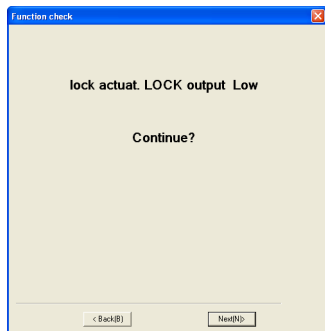 Function check
lock actuat. LOCK output Low
Continue?
< Back(B)
Next(N)>